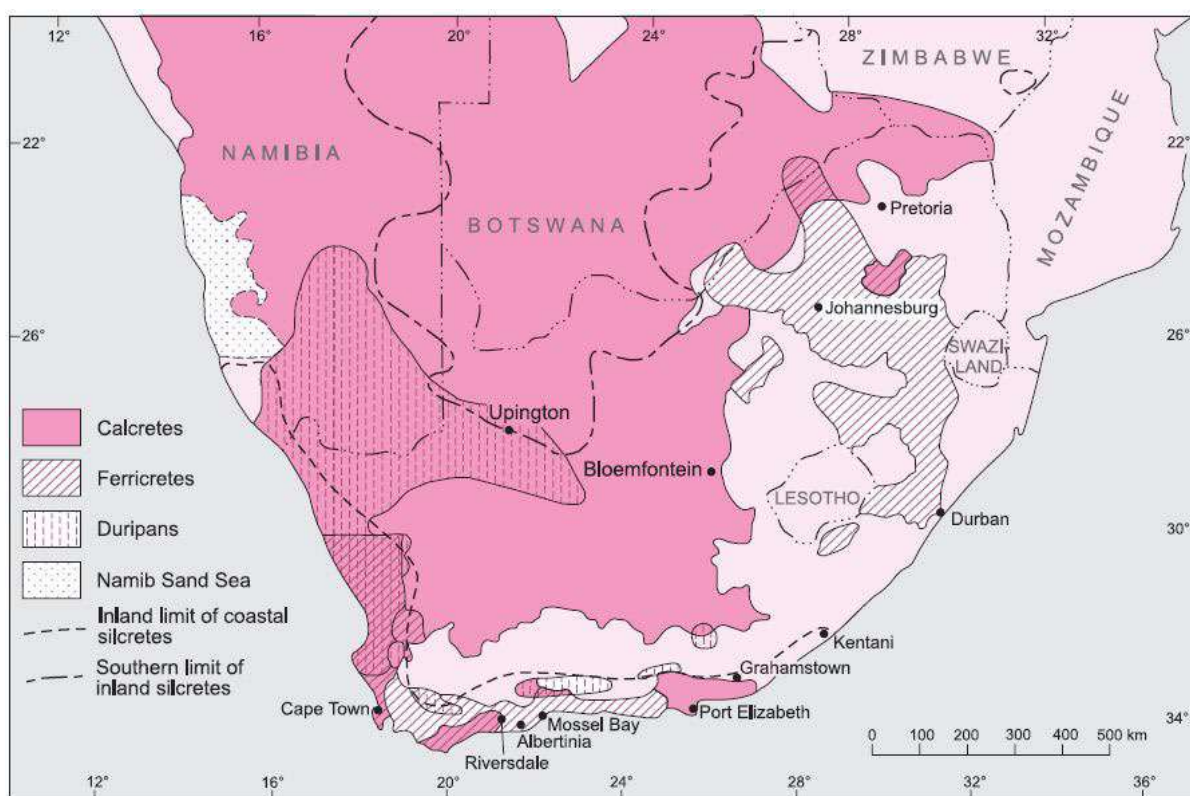 12° 16° 20° 24° 28° 32°
ZIMBABWE
22° 22°
NAMIBIA
MOZAMBIQUE
Pretoria
BOTSWANA
Johannesburg
26° 26°
SWAZI-
LAND
Upington
Calcretes
Bloemfontein
Ferricretes
LESOTHO
Durban
Duripans
30° 30°
Namib Sand Sea
Inland limit of coastal
silcretes
Kentani
Southern limit of
inland silcretes
Grahamstown
Cape Town
Port Elizabeth
Mossel Bay
34°
Albertinia
Riversdale
0 100 200 300 400 500 km
12° 16° 20° 24° 28° 32° 36°